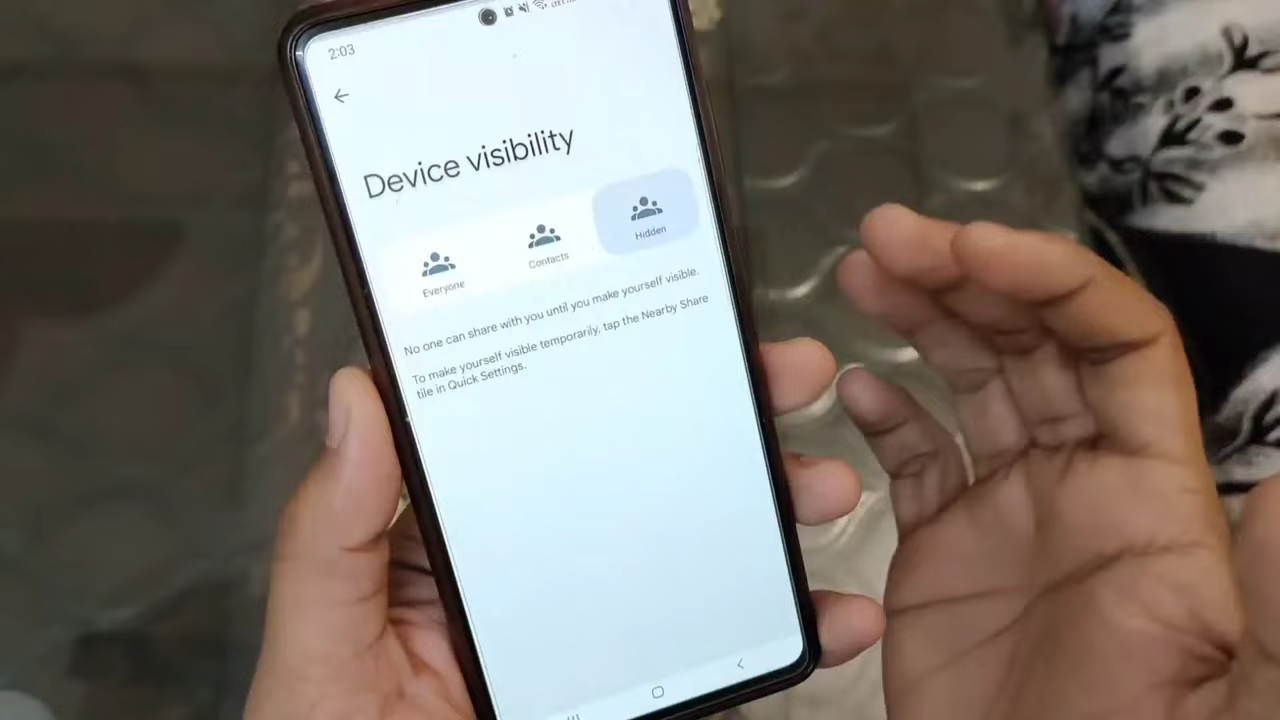 2:03
Device visibility
Everyone
Contacts
Hidden
No one can share with you until you make yourself visible.
To make yourself visible temporarily, tap the Nearby Share
tile in Quick Settings.